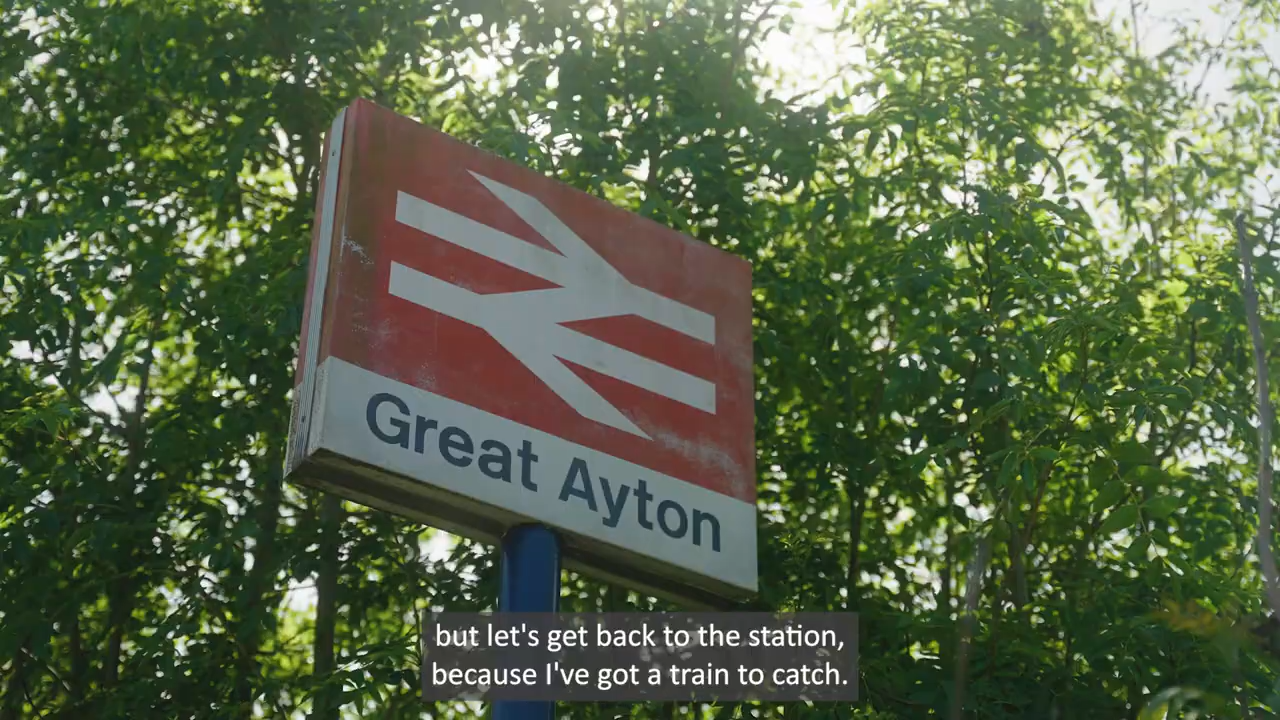 Great Ayton
but let's get back to the station,
because I've got a train to catch.